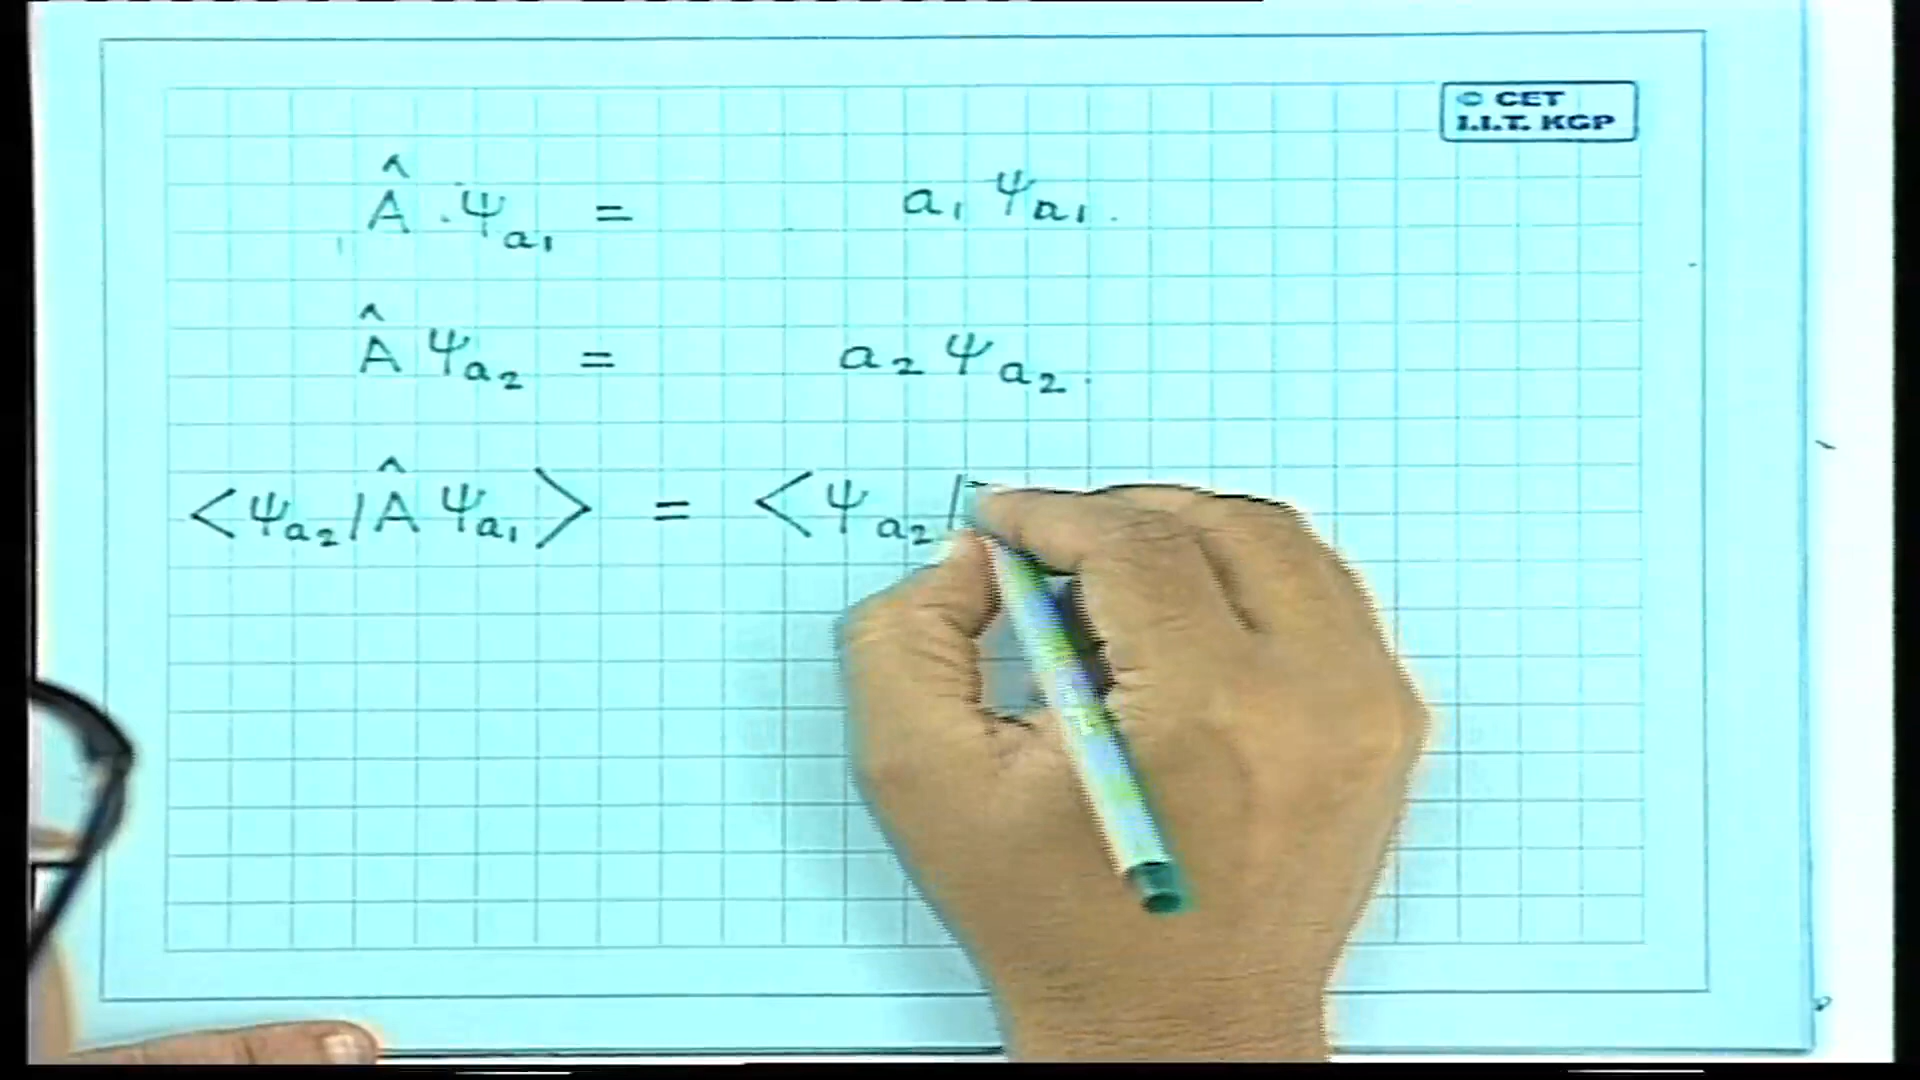 © CET
I.I.T. KGP
Â · Ψ_{a₁} = a₁ Ψ_{a₁}.
Â Ψ_{a₂} = a₂ Ψ_{a₂}.
<Ψ_{a₂} / Â Ψ_{a₁}> = <Ψ_{a₂} /